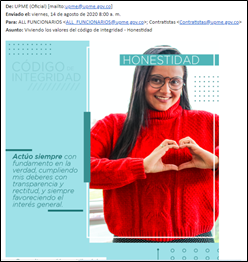 De: UPME (Oficial) [mailto:upme@upme.gov.co]
Enviado el: viernes, 14 de agosto de 2020 8:00 a. m.
Para: ALL FUNCIONARIOS <ALL_FUNCIONARIOS@upme.gov.co>; Contratistas <Contratistas@upme.gov.co>
Asunto: Viviendo los valores del código de integridad - Honestidad
CÓDIGO DE
INTEGRIDAD
HONESTIDAD
Actúo siempre con
fundamento en la
verdad, cumpliendo
mis deberes con
transparencia y
rectitud, y siempre
favoreciendo el
interés general.